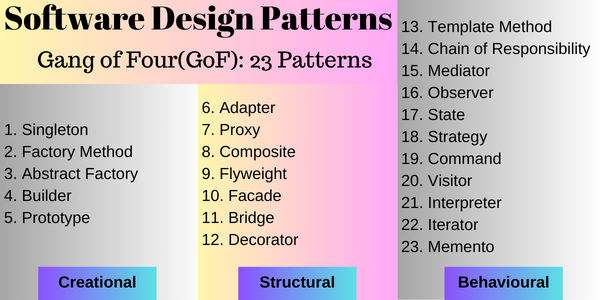 Software Design Patterns
Gang of Four(GoF): 23 Patterns
1. Singleton
2. Factory Method
3. Abstract Factory
4. Builder
5. Prototype
Creational
6. Adapter
7. Proxy
8. Composite
9. Flyweight
10. Facade
11. Bridge
12. Decorator
Structural
13. Template Method
14. Chain of Responsibility
15. Mediator
16. Observer
17. State
18. Strategy
19. Command
20. Visitor
21. Interpreter
22. Iterator
23. Memento
Behavioural